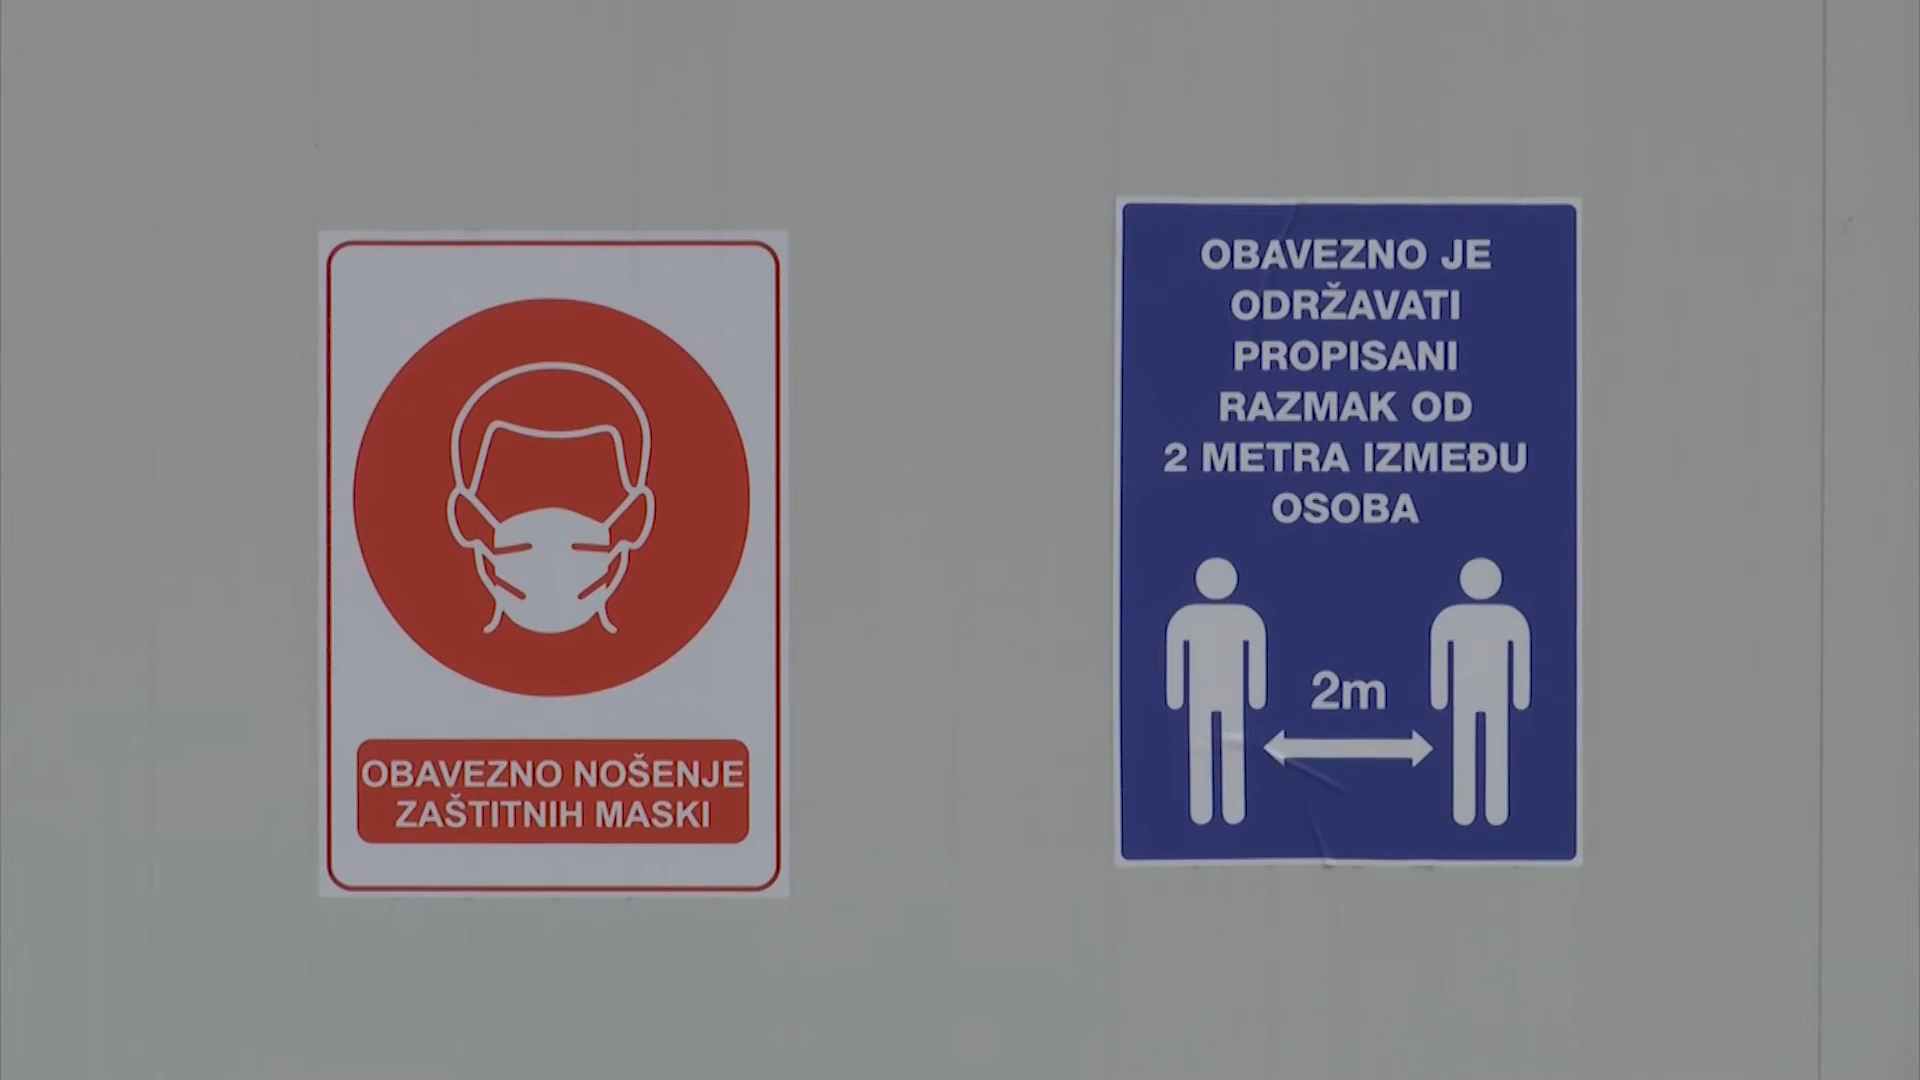 OBAVEZNO NOŠENJE
ZAŠTITNIH MASKI
OBAVEZNO JE
ODRŽAVATI
PROPISANI
RAZMAK OD
2 METRA IZMEĐU
OSOBA
2m